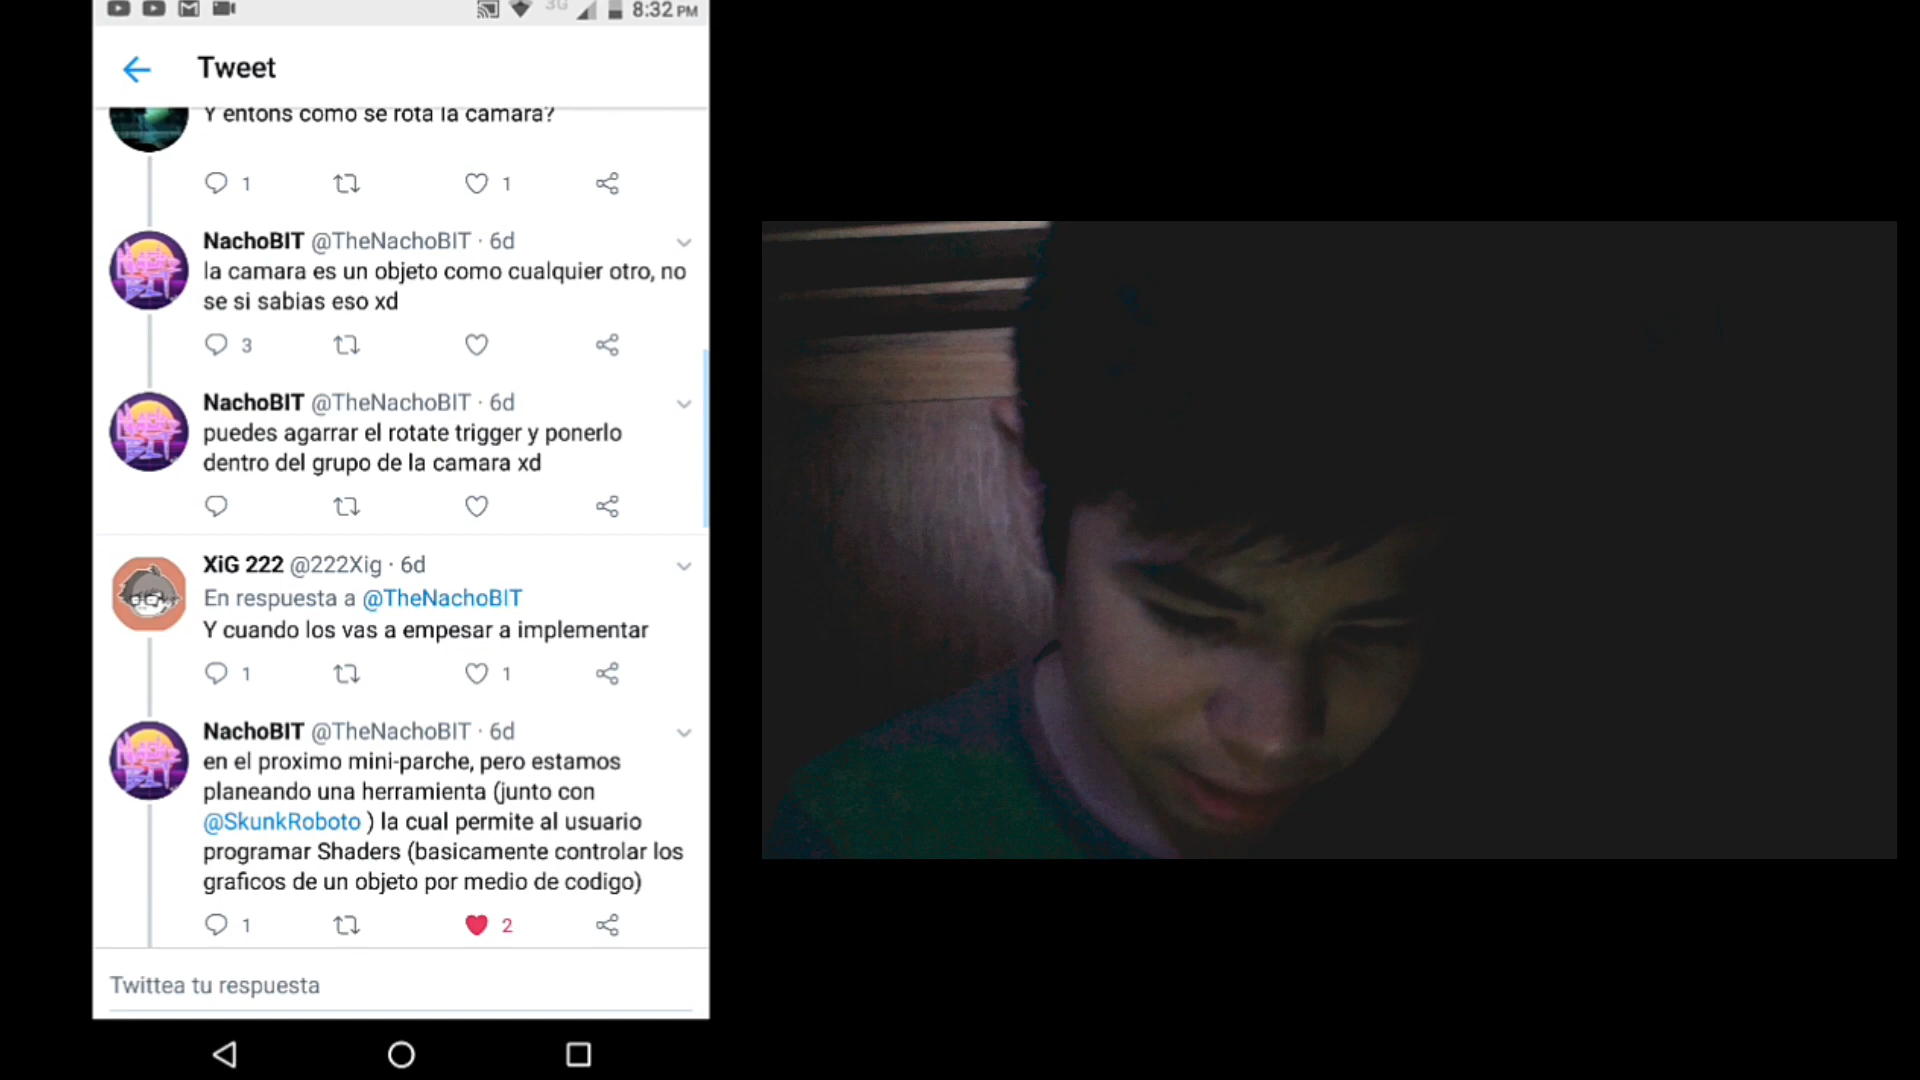 3G 8:32 PM
Tweet
Y entons como se rota la camara?
1 1
NachoBIT @TheNachoBIT · 6d
la camara es un objeto como cualquier otro, no
se si sabias eso xd
3
NachoBIT @TheNachoBIT · 6d
puedes agarrar el rotate trigger y ponerlo
dentro del grupo de la camara xd
XiG 222 @222Xig · 6d
En respuesta a @TheNachoBIT
Y cuando los vas a empesar a implementar
1 1
NachoBIT @TheNachoBIT · 6d
en el proximo mini-parche, pero estamos
planeando una herramienta (junto con
@SkunkRoboto ) la cual permite al usuario
programar Shaders (basicamente controlar los
graficos de un objeto por medio de codigo)
1 2
Twittea tu respuesta